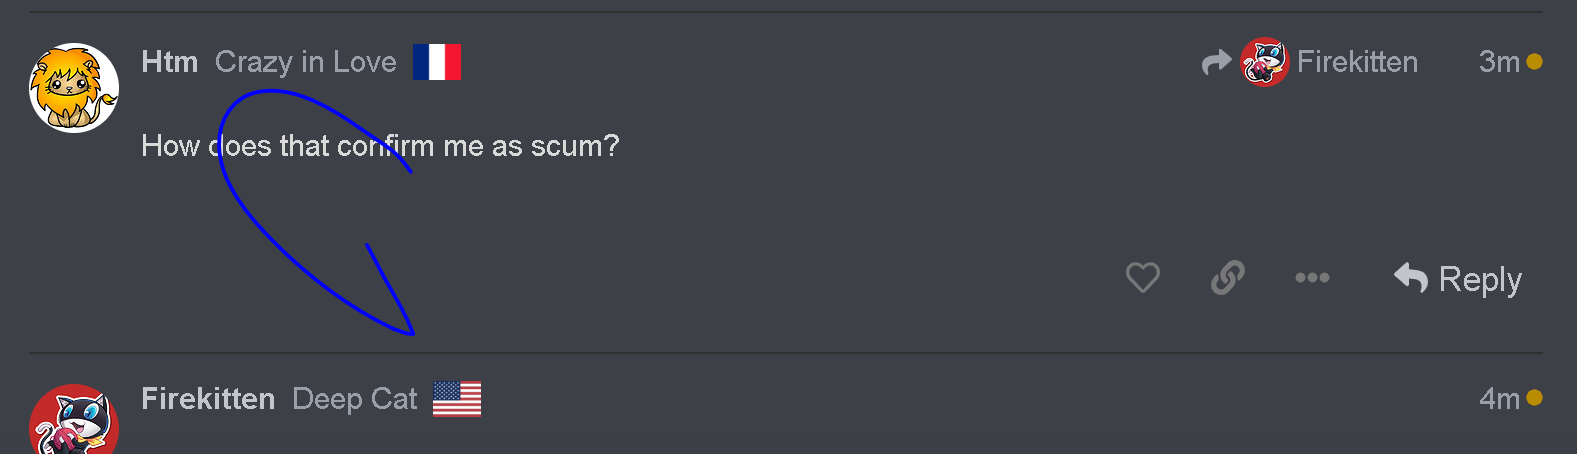 Htm Crazy in Love Firekitten 3m
How does that confirm me as scum?
Reply
Firekitten Deep Cat 4m